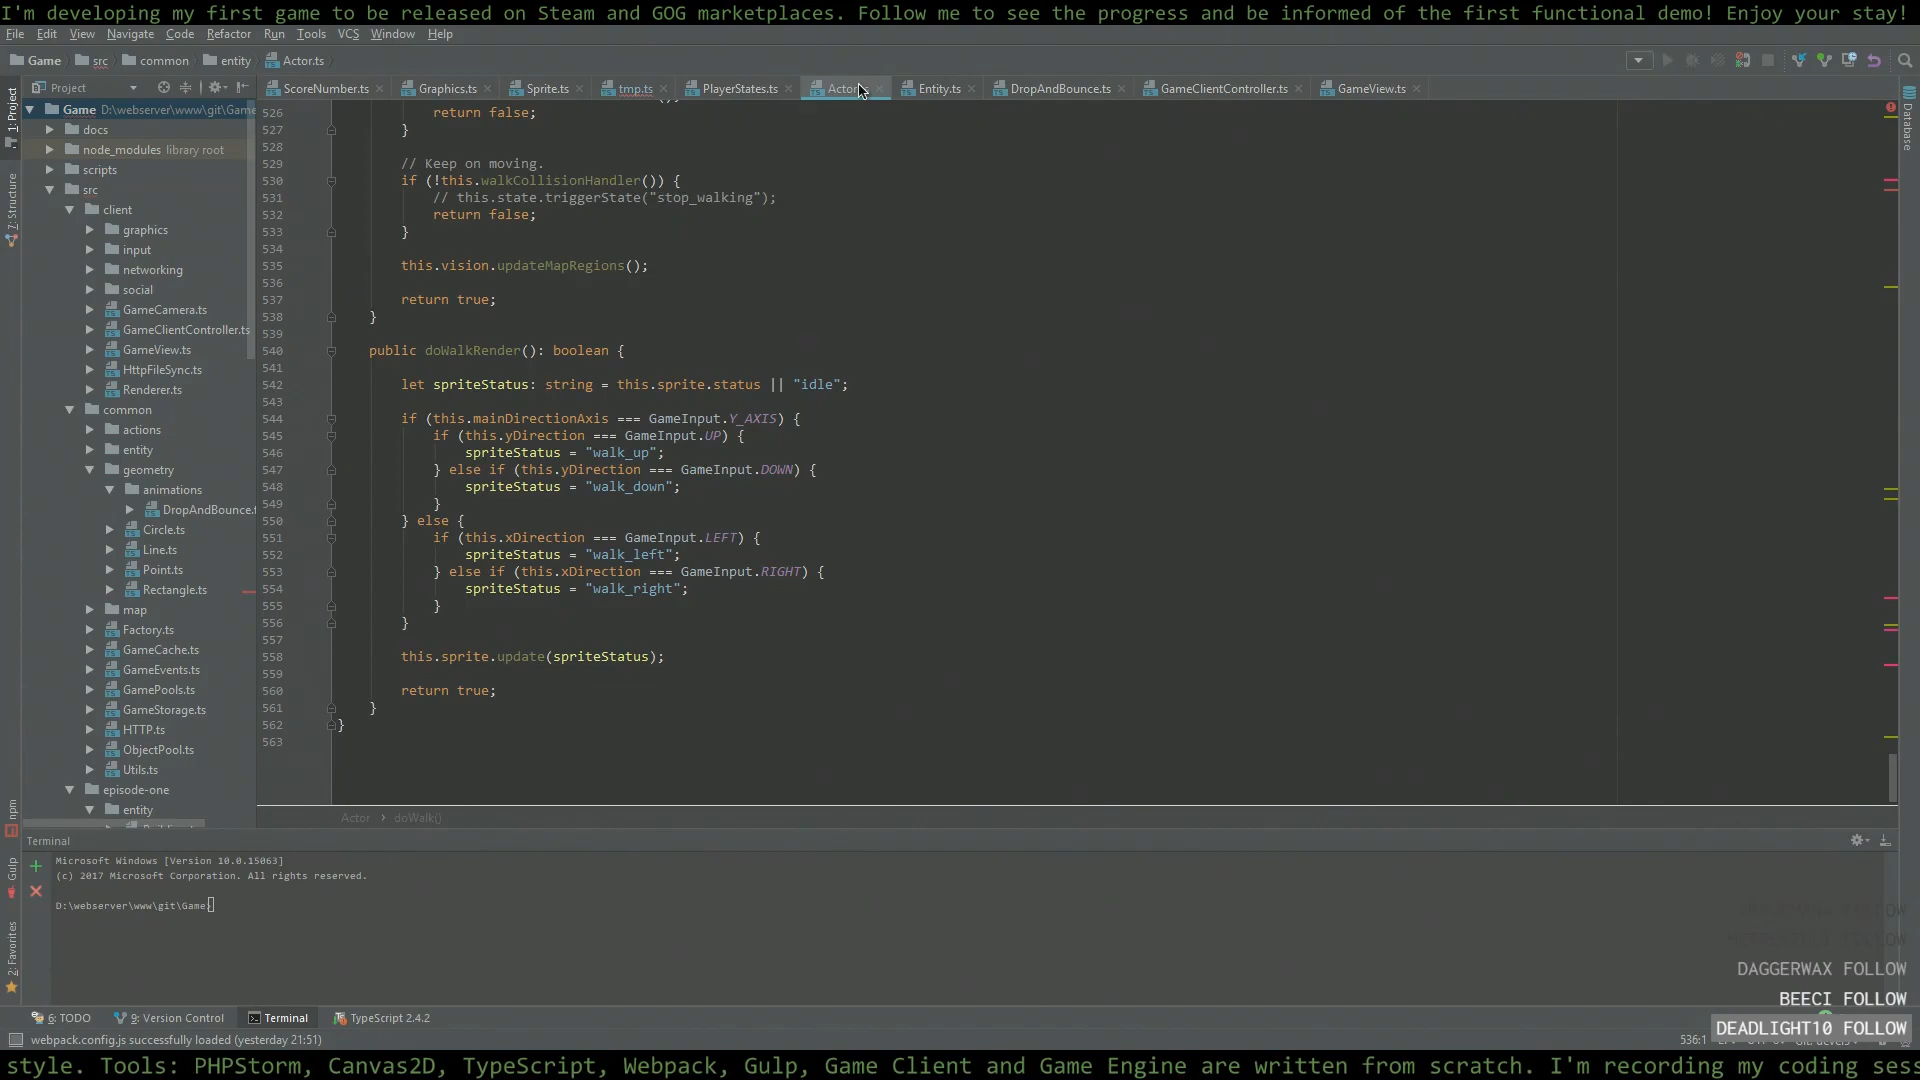 I'm developing my first game to be released on Steam and GOG marketplaces. Follow me to see the progress and be informed of the first functional demo! Enjoy your stay!
File Edit View Navigate Code Refactor Run Tools VCS Window Help
Game src common entity Actor.ts
Project
ScoreNumber.ts Graphics.ts Sprite.ts tmp.ts PlayerStates.ts Actor Entity.ts DropAndBounce.ts GameClientController.ts GameView.ts
1: Project
7: Structure
npm
Gulp
2: Favorites
Database
Game D:\webserver\www\git\Game
docs
node_modules library root
scripts
src
client
graphics
input
networking
social
GameCamera.ts
GameClientController.ts
GameView.ts
HttpFileSync.ts
Renderer.ts
common
actions
entity
geometry
animations
DropAndBounce.t
Circle.ts
Line.ts
Point.ts
Rectangle.ts
map
Factory.ts
GameCache.ts
GameEvents.ts
GamePools.ts
GameStorage.ts
HTTP.ts
ObjectPool.ts
Utils.ts
episode-one
entity
526 return false;
527 }
528
529 // Keep on moving.
530 if (!this.walkCollisionHandler()) {
531 // this.state.triggerState("stop_walking");
532 return false;
533 }
534
535 this.vision.updateMapRegions();
536
537 return true;
538 }
539
540 public doWalkRender(): boolean {
541
542 let spriteStatus: string = this.sprite.status || "idle";
543
544 if (this.mainDirectionAxis === GameInput.Y_AXIS) {
545 if (this.yDirection === GameInput.UP) {
546 spriteStatus = "walk_up";
547 } else if (this.yDirection === GameInput.DOWN) {
548 spriteStatus = "walk_down";
549 }
550 } else {
551 if (this.xDirection === GameInput.LEFT) {
552 spriteStatus = "walk_left";
553 } else if (this.xDirection === GameInput.RIGHT) {
554 spriteStatus = "walk_right";
555 }
556 }
557
558 this.sprite.update(spriteStatus);
559
560 return true;
561 }
562 }
563
Actor › doWalk()
Terminal
Microsoft Windows [Version 10.0.15063]
(c) 2017 Microsoft Corporation. All rights reserved.
D:\webserver\www\git\Game>
DAGGERWAX FOLLOW
BEECI FOLLOW
DEADLIGHT10 FOLLOW
6: TODO 9: Version Control Terminal TypeScript 2.4.2
webpack.config.js successfully loaded (yesterday 21:51) 536:1
style. Tools: PHPStorm, Canvas2D, TypeScript, Webpack, Gulp, Game Client and Game Engine are written from scratch. I'm recording my coding sess